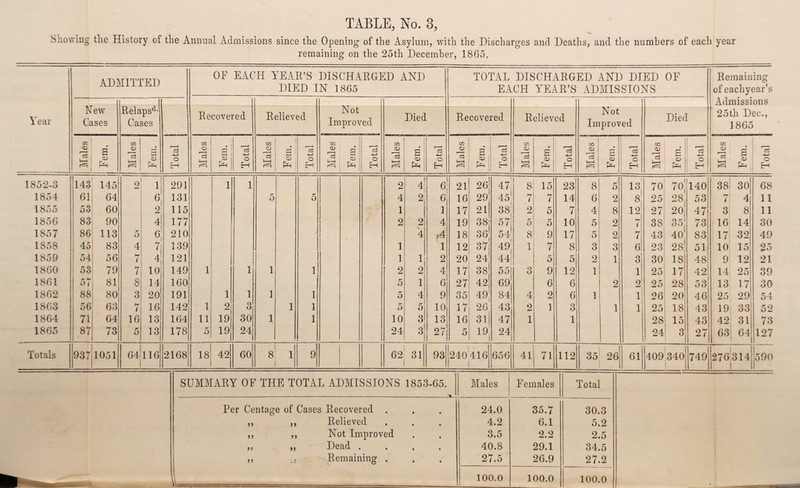 TABLE, No. 3,
Showing the History of the Annual Admissions since the Opening of the Asylum, with the Discharges and Deaths, and the numbers of each year
remaining on the 25th December, 1865.
Year ADMITTED OF EACH YEAR'S DISCHARGED AND DIED IN 1865 TOTAL DISCHARGED AND DIED OF EACH YEAR'S ADMISSIONS Remaining of eachyear's Admissions 25th Dec., 1865
New Cases Relapsd. Cases Recovered Relieved Not Improved Died Recovered Relieved Not Improved Died
Males Fem. Males Fem. Total Males Fem. Total Males Fem. Total Males Fem. Total Males Fem. Total Males Fem. Total Males Fem. Total Males Fem. Total Males Fem. Total Males Fem. Total
1852-3 143 145 2 1 291 1 1 2 4 6 21 26 47 8 15 23 8 5 13 70 70 140 38 30 68
1854 61 64 6 131 5 5 4 2 6 16 29 45 7 7 14 6 2 8 25 28 53 7 4 11
1855 53 60 2 115 1 1 17 21 38 2 5 7 4 8 12 27 20 47 3 8 11
1856 83 90 4 177 2 2 4 19 38 57 5 5 10 5 2 7 38 35 73 16 14 30
1857 86 113 5 6 210 4 4 18 36 54 8 9 17 5 2 7 43 40 83 17 32 49
1858 45 83 4 7 139 1 1 12 37 49 1 7 8 3 3 6 23 28 51 10 15 25
1859 54 56 7 4 121 1 1 2 20 24 44 5 5 2 1 3 30 18 48 9 12 21
1860 53 79 7 10 149 1 1 1 1 2 2 4 17 38 55 3 9 12 1 1 25 17 42 14 25 39
1861 57 81 8 14 160 5 1 6 27 42 69 6 6 2 2 25 28 53 13 17 30
1862 88 80 3 20 191 1 1 1 1 5 4 9 35 49 84 4 2 6 1 1 26 20 46 25 29 54
1863 56 63 7 16 142 1 2 3 1 1 5 5 10 17 26 43 2 1 3 1 1 25 18 43 19 33 52
1864 71 64 16 13 164 11 19 30 1 1 10 3 13 16 31 47 1 1 28 15 43 42 31 73
1865 87 73 5 13 178 5 19 24 24 3 27 5 19 24 24 3 27 63 64 127
Totals 937 1051 64 116 2168 18 42 60 8 1 9 62 31 93 240 416 656 41 71 112 35 26 61 409 340 749 276 314 590
SUMMARY OF THE TOTAL ADMISSIONS 1853-65. Males Females Total
Per Centage of Cases Recovered . . . 24.0 35.7 30.3
,, ,, Relieved . . . 4.2 6.1 5.2
,, ,, Not Improved . . 3.5 2.2 2.5
,, ,, Dead . . . . 40.8 29.1 34.5
,, ,, Remaining . . . 27.5 26.9 27.2
100.0 100.0 100.0